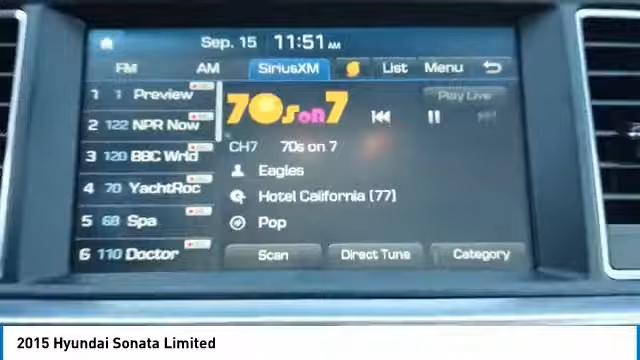 Sep. 15 11:51 AM
FM AM SiriusXM List Menu
1 1 Preview
2 122 NPR Now
3 120 BBC Wrld
4 70 YachtRoc
5 68 Spa
6 110 Doctor
70s on 7
Play Live
CH7 70s on 7
Eagles
Hotel California (77)
Pop
Scan Direct Tune Category
2015 Hyundai Sonata Limited